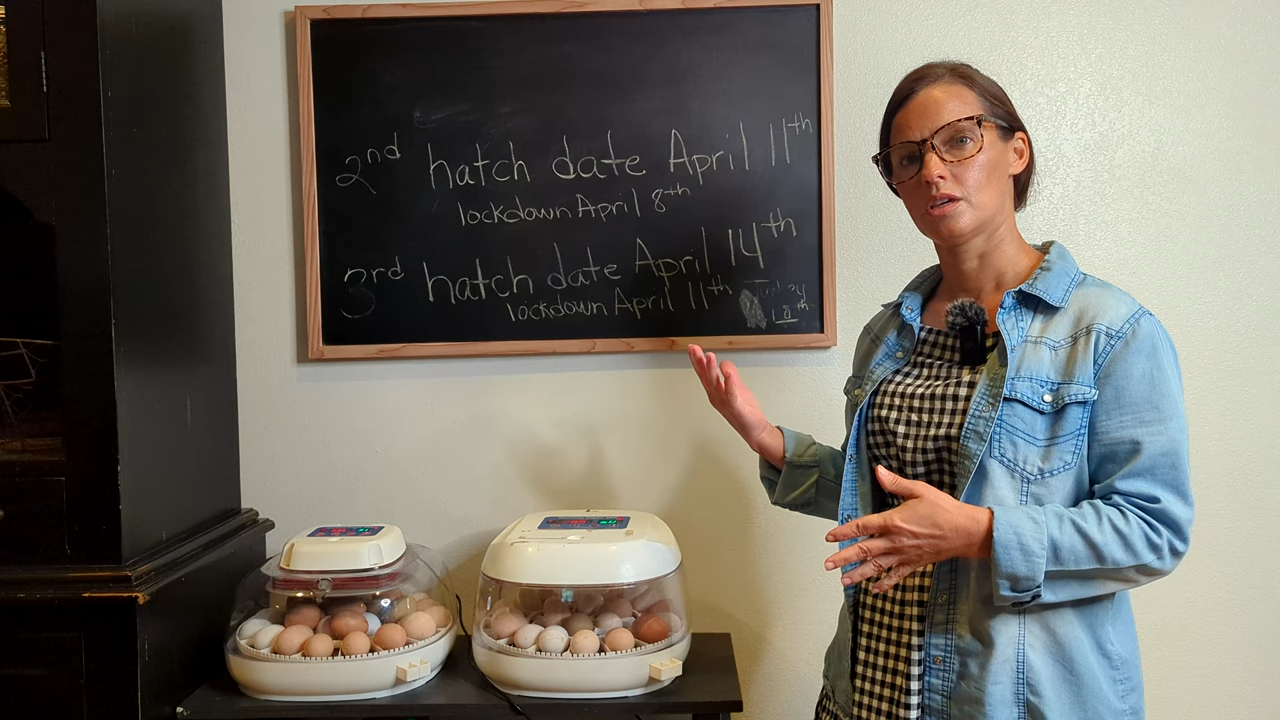 2nd hatch date April 11th
lockdown April 8th
3rd hatch date April 14th
lockdown April 11th